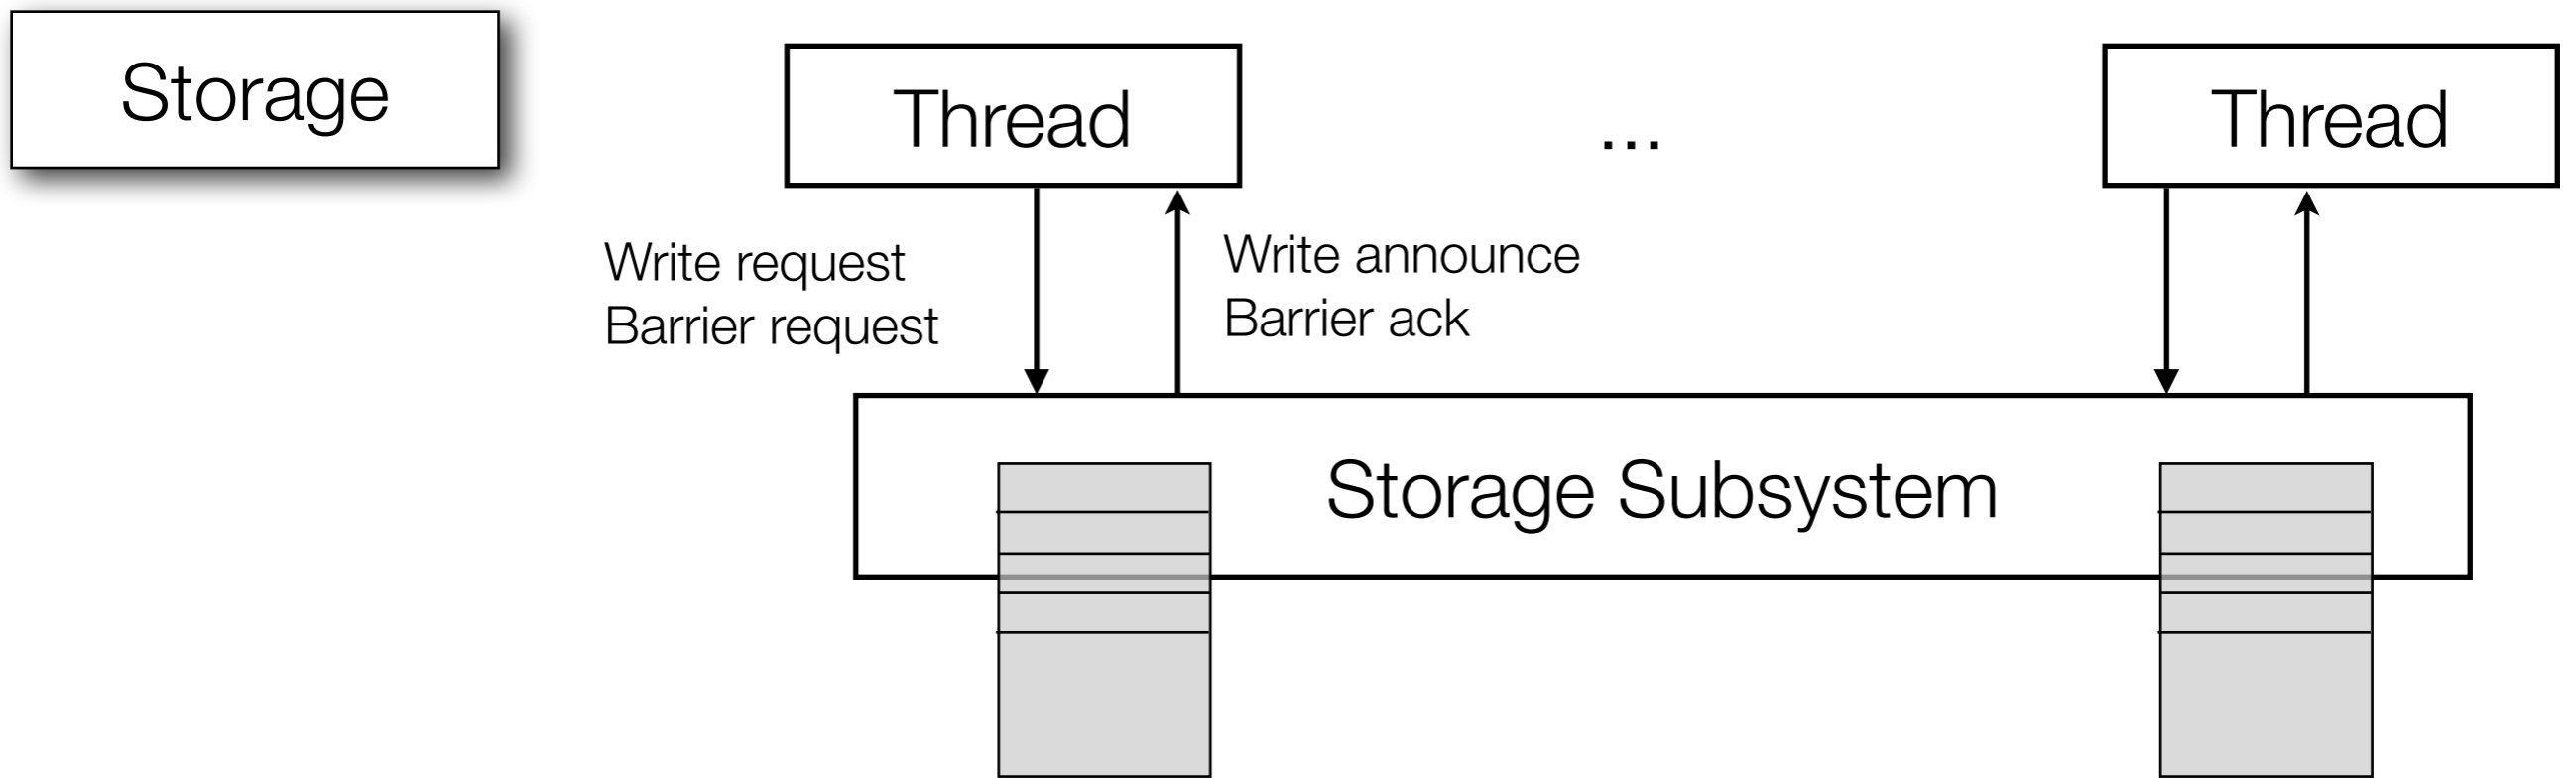 Storage
Thread
...
Thread
Write request
Barrier request
Write announce
Barrier ack
Storage Subsystem